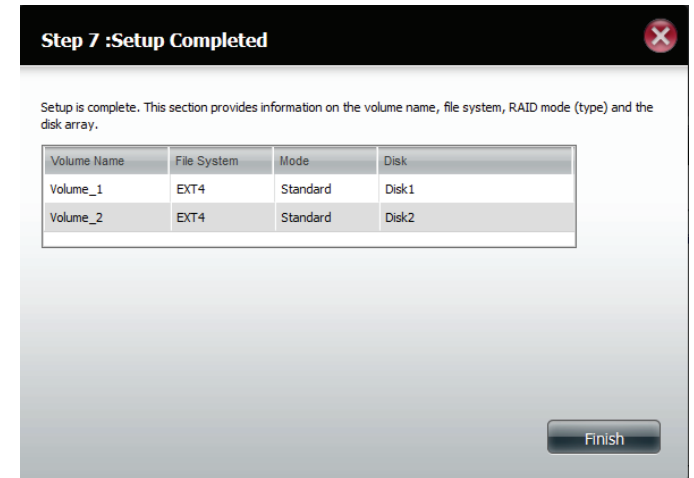 Step 7 :Setup Completed
Setup is complete. This section provides information on the volume name, file system, RAID mode (type) and the
disk array.
Volume Name File System Mode Disk
Volume_1 EXT4 Standard Disk1
Volume_2 EXT4 Standard Disk2
Finish